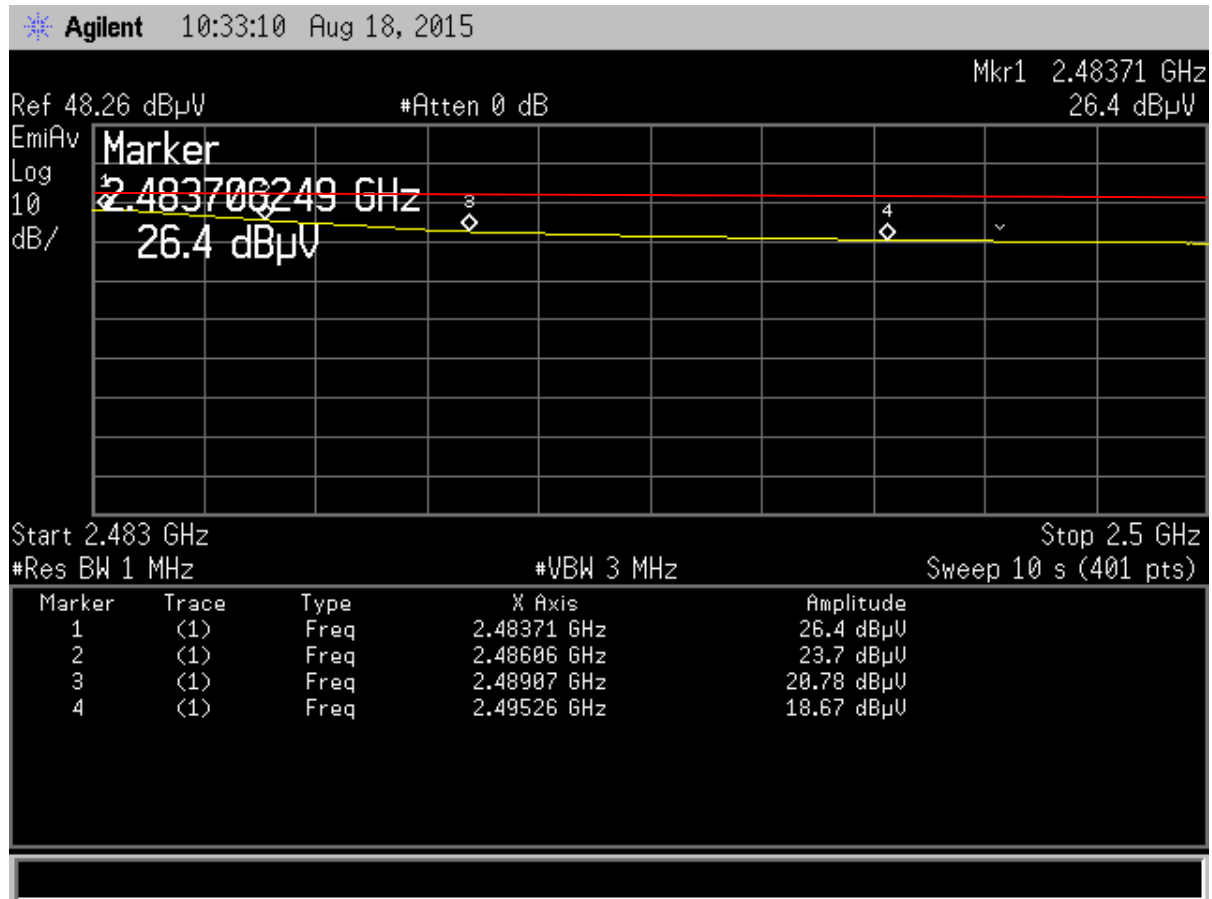 Agilent 10:33:10 Aug 18, 2015
Mkr1 2.48371 GHz
Ref 48.26 dBµV #Atten 0 dB 26.4 dBµV
EmiAv
Log
10
dB/
Marker
2.483706249 GHz
26.4 dBµV
1
3
4
Start 2.483 GHz Stop 2.5 GHz
#Res BW 1 MHz #VBW 3 MHz Sweep 10 s (401 pts)
Marker Trace Type X Axis Amplitude
1 (1) Freq 2.48371 GHz 26.4 dBµV
2 (1) Freq 2.48606 GHz 23.7 dBµV
3 (1) Freq 2.48907 GHz 20.78 dBµV
4 (1) Freq 2.49526 GHz 18.67 dBµV